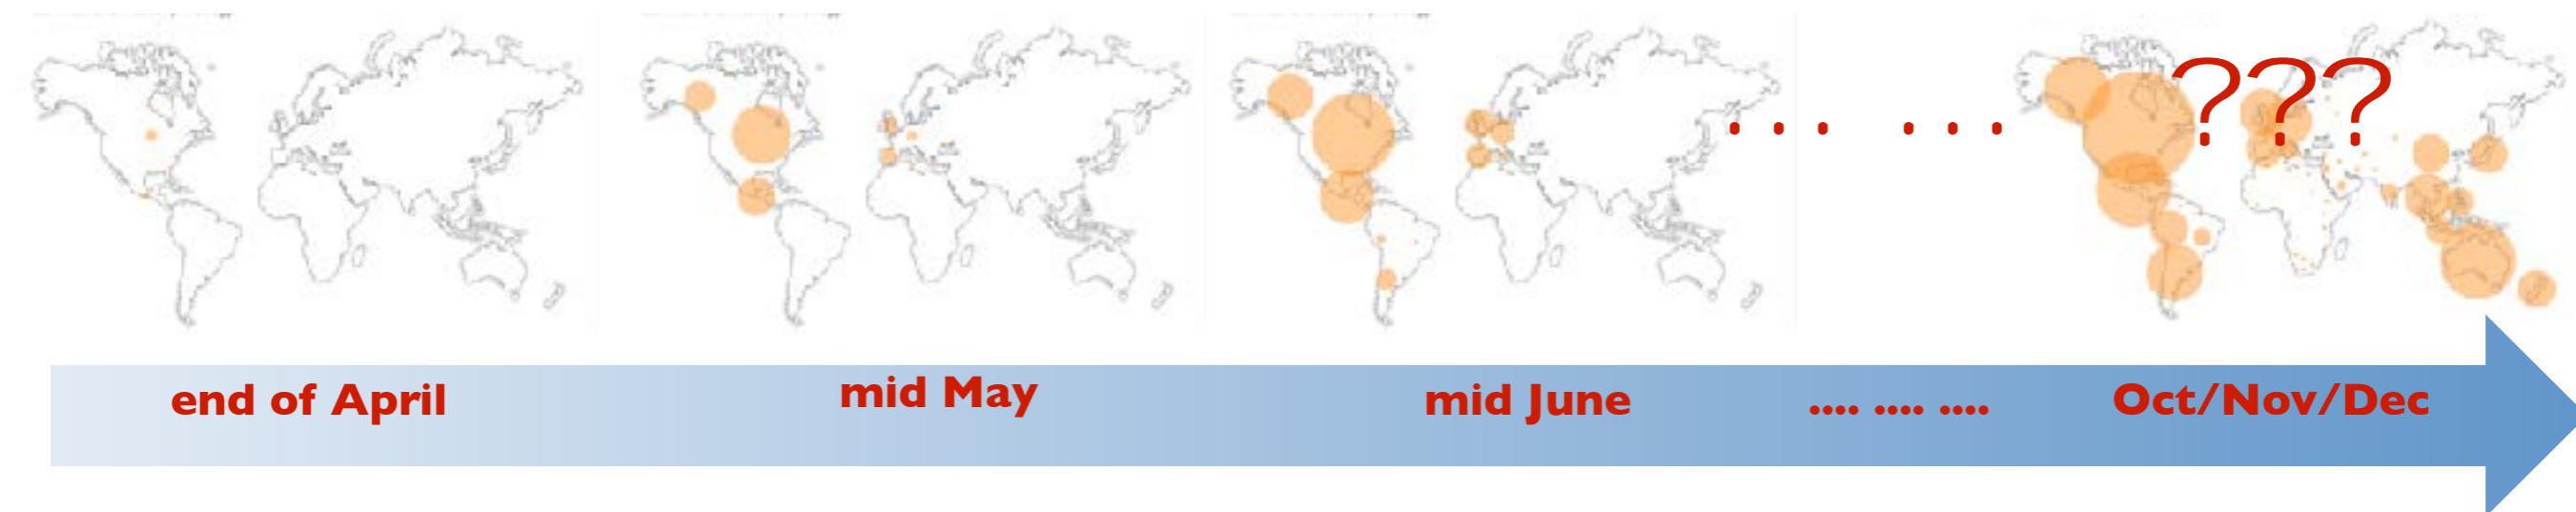 . . . . . . ???
end of April mid May mid June .... .... .... Oct/Nov/Dec